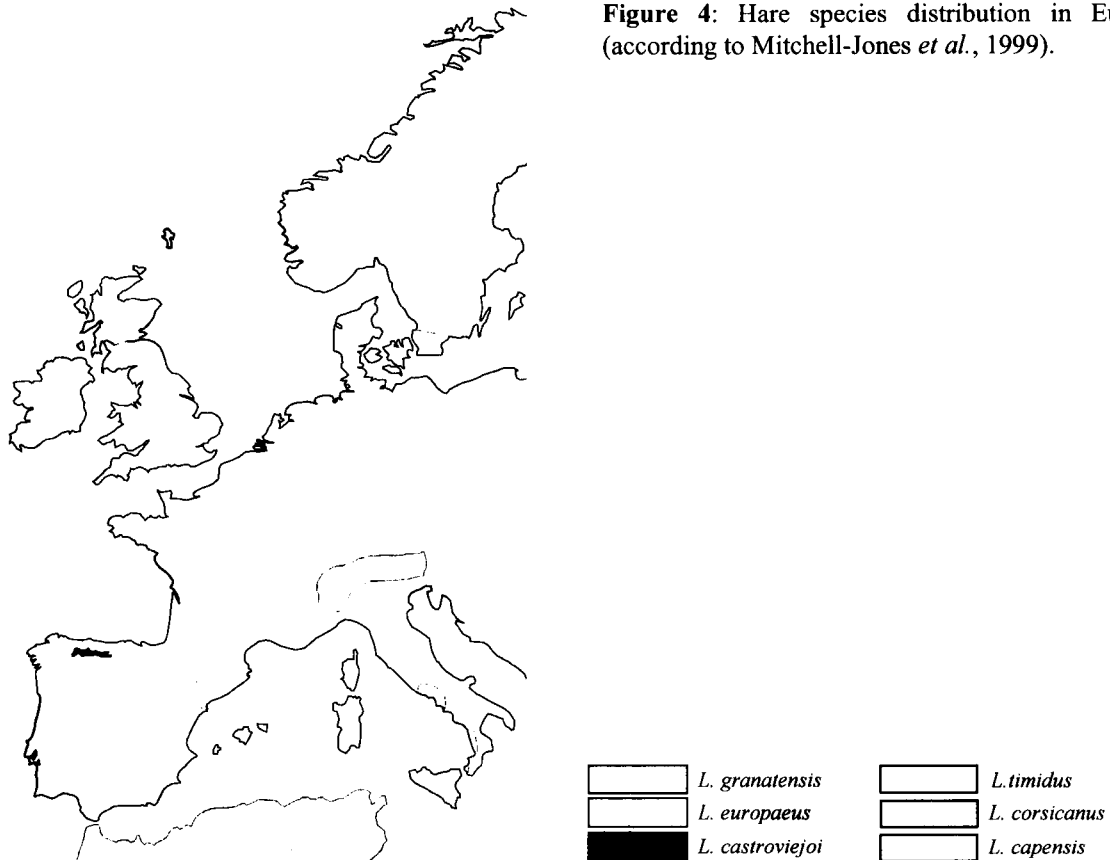 Figure 4: Hare species distribution in Eu
(according to Mitchell-Jones et al., 1999).
L. granatensis
L. europaeus
L. castroviejoi
L.timidus
L. corsicanus
L. capensis